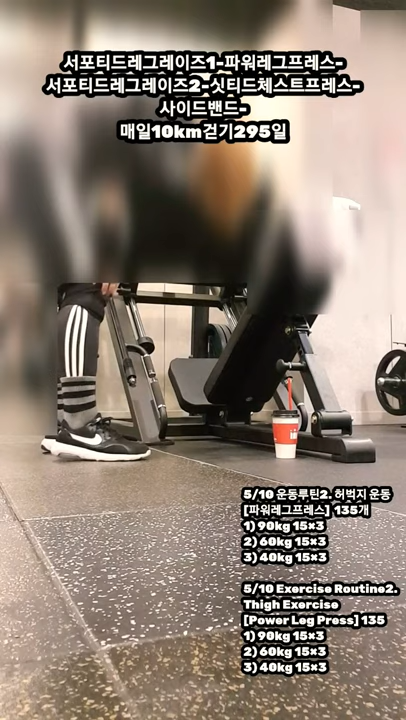 서포티드레그레이즈1-파워레그프레스-
서포티드레그레이즈2-싯티드체스트프레스-
사이드밴드-
매일10km걷기295일
5/10 운동루틴2. 허벅지 운동
[파워레그프레스] 135개
1) 90kg 15×3
2) 60kg 15×3
3) 40kg 15×3
5/10 Exercise Routine2.
Thigh Exercise
[Power Leg Press] 135
1) 90kg 15×3
2) 60kg 15×3
3) 40kg 15×3